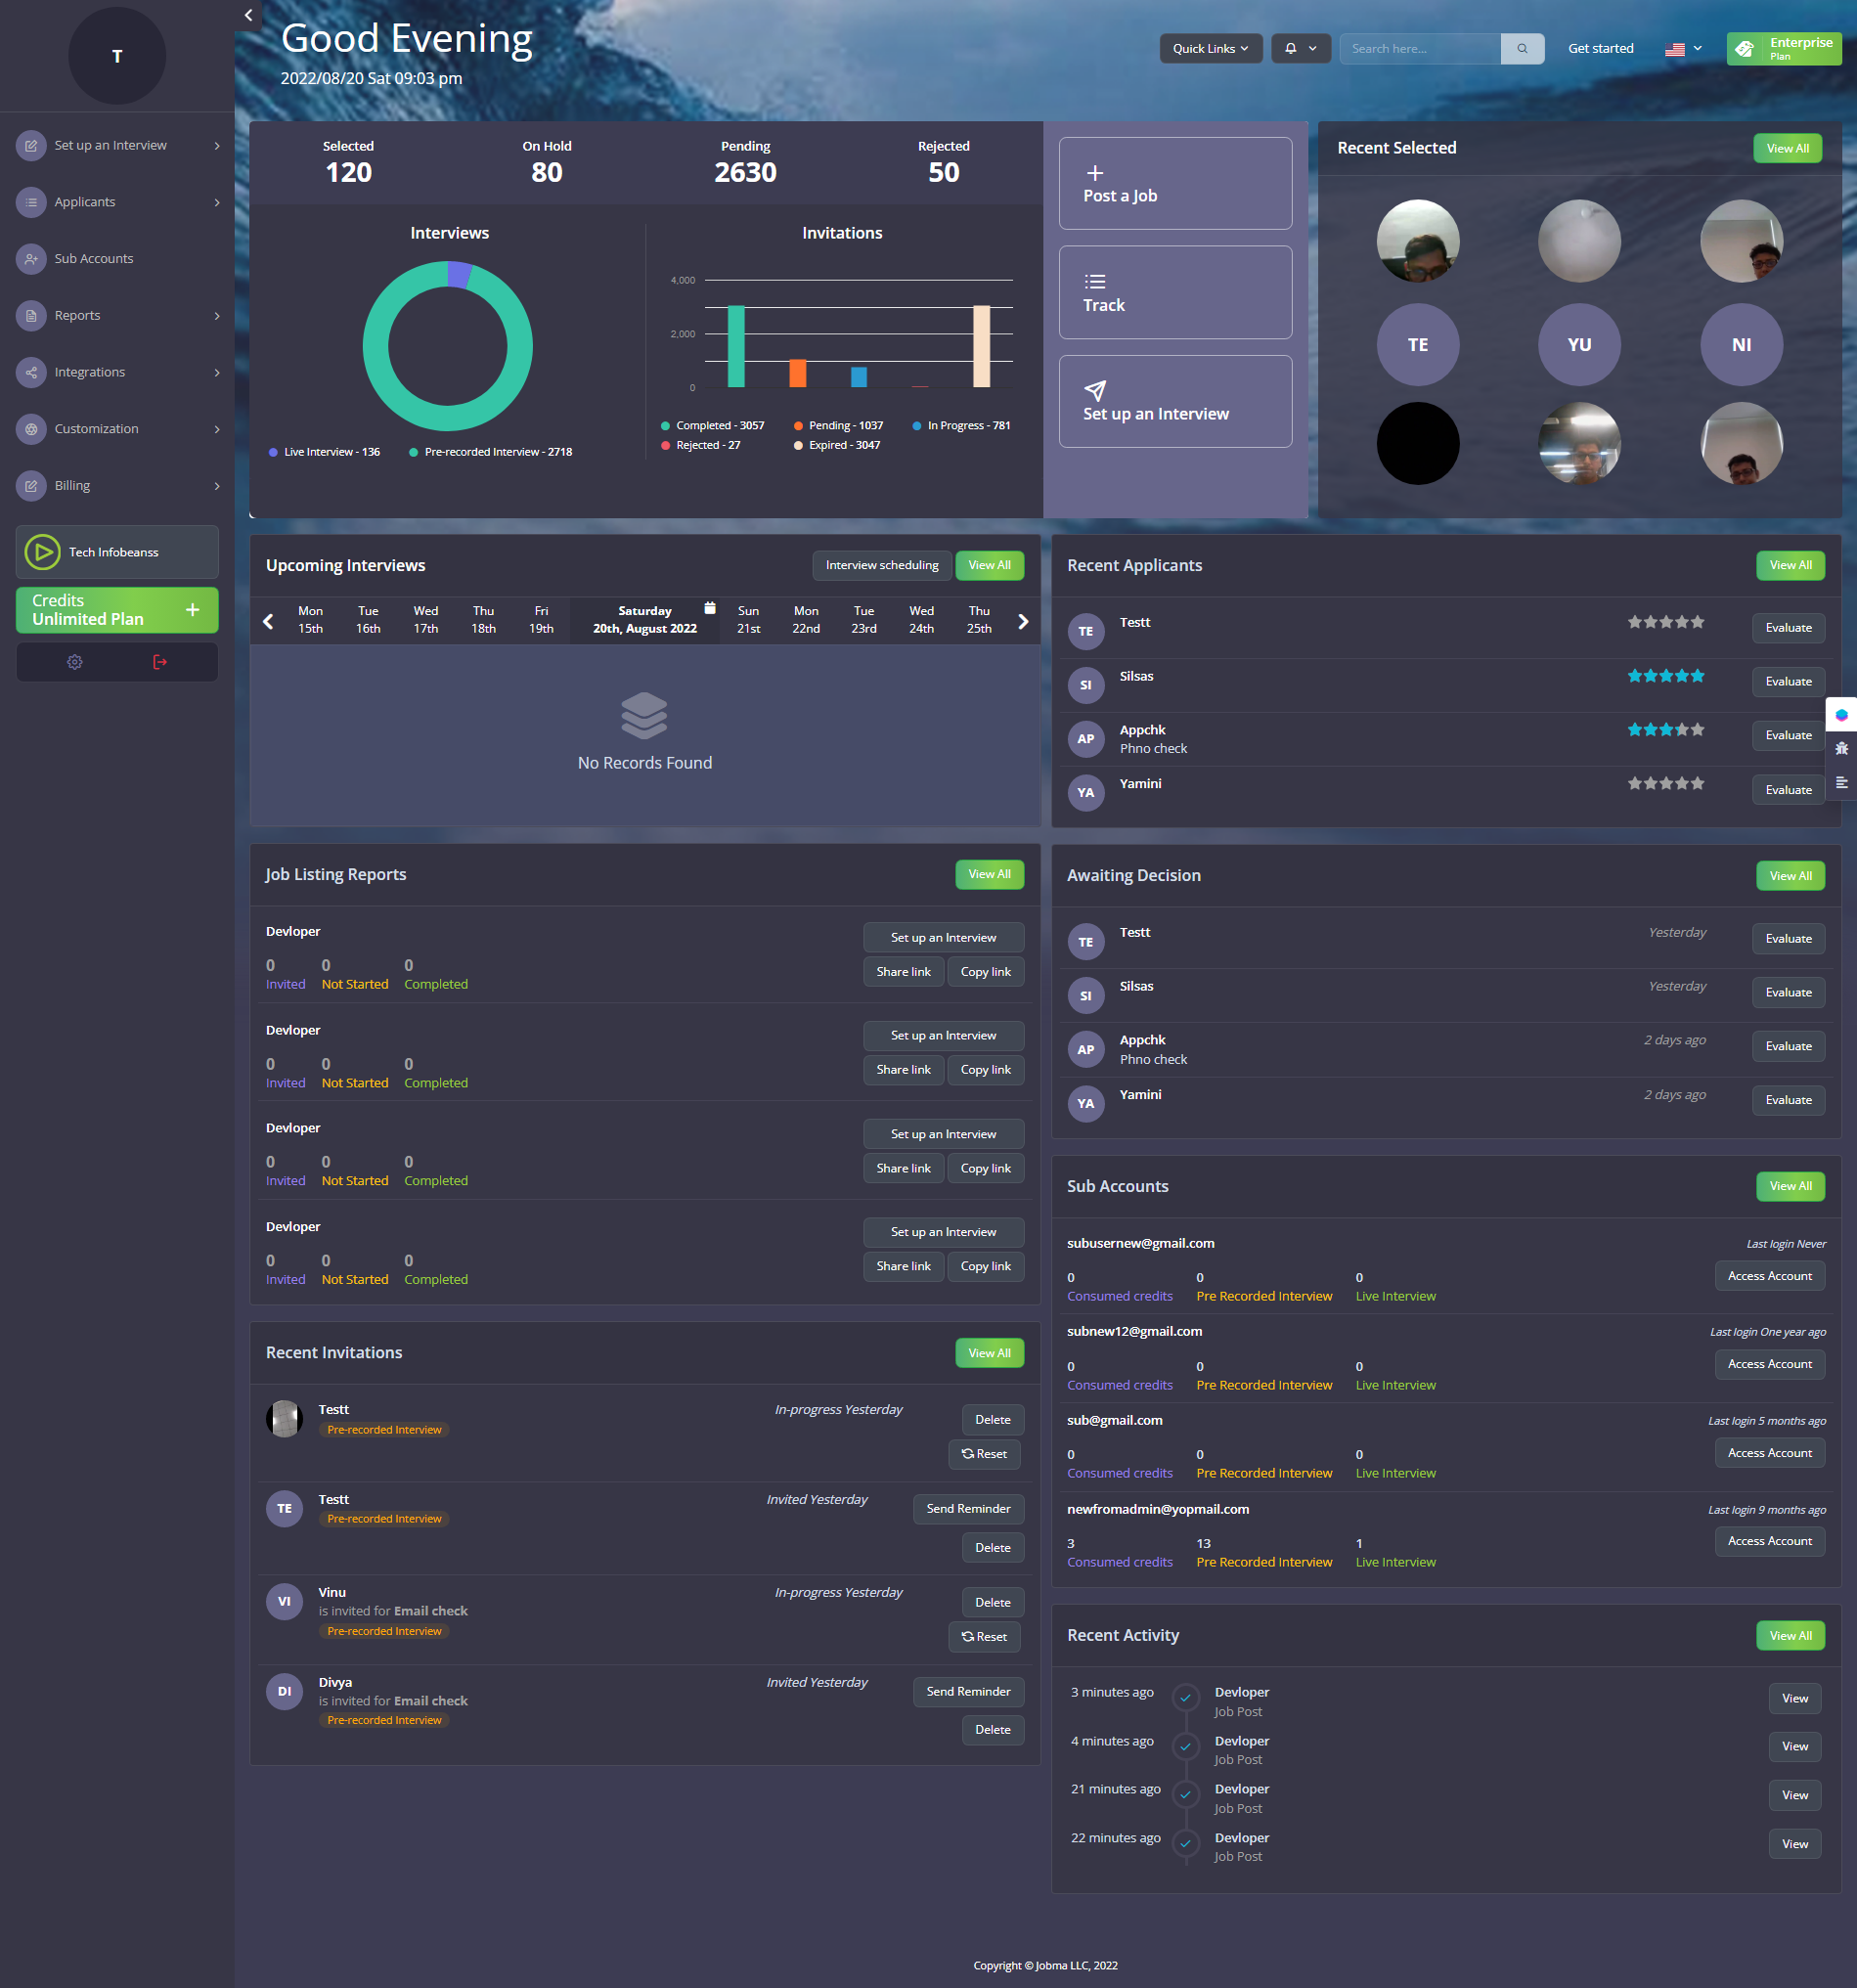 T
Set up an Interview
Applicants
Sub Accounts
Reports
Integrations
Customization
Billing
Tech Infobeanss
Credits
Unlimited Plan
Good Evening
2022/08/20 Sat 09:03 pm
Quick Links
Search here...
Get started
Enterprise
Plan
Selected
120
On Hold
80
Pending
2630
Rejected
50
Interviews
Live Interview - 136
Pre-recorded Interview - 2718
Invitations
4,000
2,000
0
Completed - 3057
Pending - 1037
In Progress - 781
Rejected - 27
Expired - 3047
Post a Job
Track
Set up an Interview
Recent Selected
View All
TE
YU
NI
Upcoming Interviews
Interview scheduling
View All
Mon
15th
Tue
16th
Wed
17th
Thu
18th
Fri
19th
Saturday
20th, August 2022
Sun
21st
Mon
22nd
Tue
23rd
Wed
24th
Thu
25th
No Records Found
Recent Applicants
View All
TE
Testt
Evaluate
SI
Silsas
Evaluate
AP
Appchk
Phno check
Evaluate
YA
Yamini
Evaluate
Job Listing Reports
View All
Devloper
0 0 0
Invited Not Started Completed
Set up an Interview
Share link Copy link
Devloper
0 0 0
Invited Not Started Completed
Set up an Interview
Share link Copy link
Devloper
0 0 0
Invited Not Started Completed
Set up an Interview
Share link Copy link
Devloper
0 0 0
Invited Not Started Completed
Set up an Interview
Share link Copy link
Awaiting Decision
View All
TE
Testt
Yesterday
Evaluate
SI
Silsas
Yesterday
Evaluate
AP
Appchk
Phno check
2 days ago
Evaluate
YA
Yamini
2 days ago
Evaluate
Sub Accounts
View All
subusernew@gmail.com
Last login Never
0 0 0
Consumed credits Pre Recorded Interview Live Interview
Access Account
subnew12@gmail.com
Last login One year ago
0 0 0
Consumed credits Pre Recorded Interview Live Interview
Access Account
sub@gmail.com
Last login 5 months ago
0 0 0
Consumed credits Pre Recorded Interview Live Interview
Access Account
newfromadmin@yopmail.com
Last login 9 months ago
3 13 1
Consumed credits Pre Recorded Interview Live Interview
Access Account
Recent Invitations
View All
Testt
Pre-recorded Interview
In-progress Yesterday
Delete
Reset
TE
Testt
Pre-recorded Interview
Invited Yesterday
Send Reminder
Delete
VI
Vinu
is invited for Email check
Pre-recorded Interview
In-progress Yesterday
Delete
Reset
DI
Divya
is invited for Email check
Pre-recorded Interview
Invited Yesterday
Send Reminder
Delete
Recent Activity
View All
3 minutes ago
Devloper
Job Post
View
4 minutes ago
Devloper
Job Post
View
21 minutes ago
Devloper
Job Post
View
22 minutes ago
Devloper
Job Post
View
Copyright © Jobma LLC, 2022